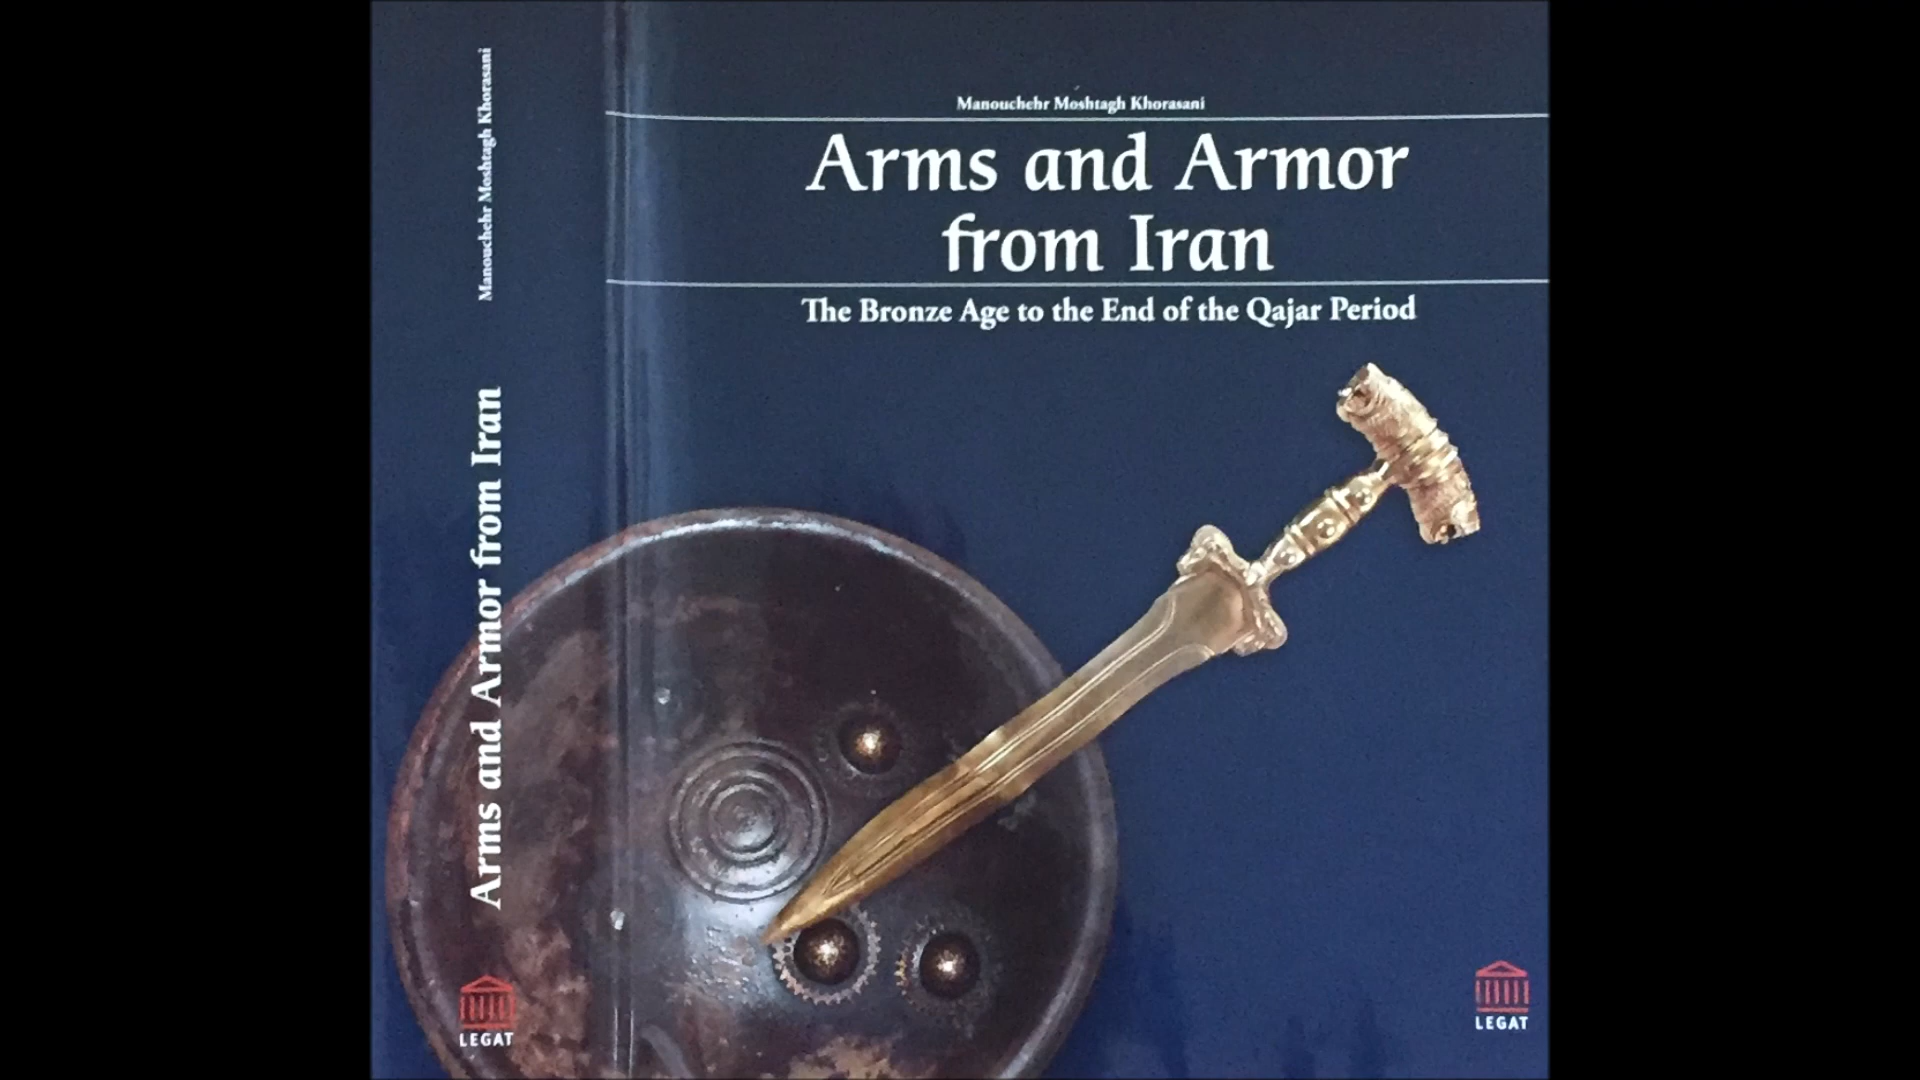 Manouchehr Moshtagh Khorasani
Arms and Armor from Iran
LEGAT
Manouchehr Moshtagh Khorasani
Arms and Armor
from Iran
The Bronze Age to the End of the Qajar Period
LEGAT